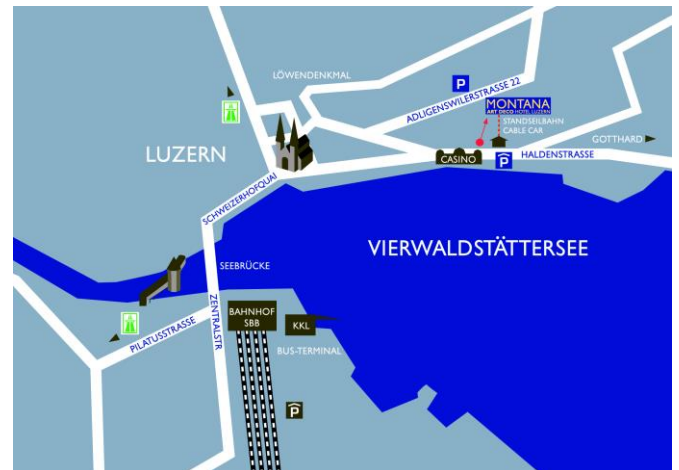 LÖWENDENKMAL
P
ADLIGENSWILERSTRASSE 22
MONTANA
ART DECO HOTEL LUZERN
STANDSEILBAHN
CABLE CAR
GOTTHARD
LUZERN
CASINO
P
HALDENSTRASSE
SCHWEIZERHOFQUAI
VIERWALDSTÄTTERSEE
SEEBRÜCKE
ZENTRALSTR
BAHNHOF
SBB
KKL
PILATUSSTRASSE
BUS-TERMINAL
P